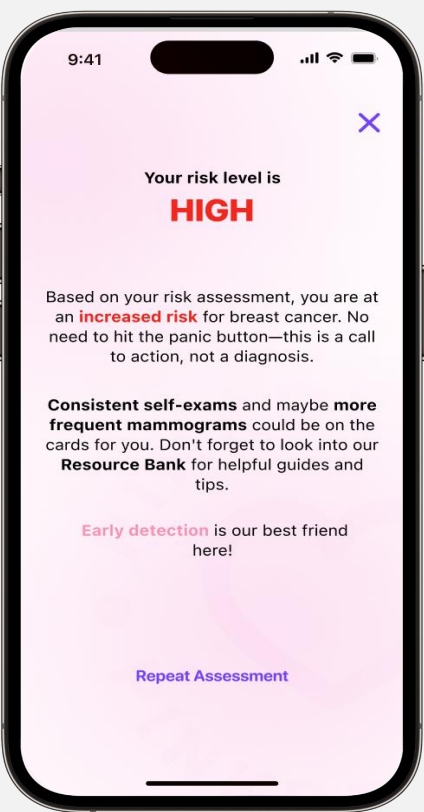 9:41
Your risk level is
HIGH
Based on your risk assessment, you are at
an increased risk for breast cancer. No
need to hit the panic button—this is a call
to action, not a diagnosis.
Consistent self-exams and maybe more
frequent mammograms could be on the
cards for you. Don't forget to look into our
Resource Bank for helpful guides and
tips.
Early detection is our best friend
here!
Repeat Assessment